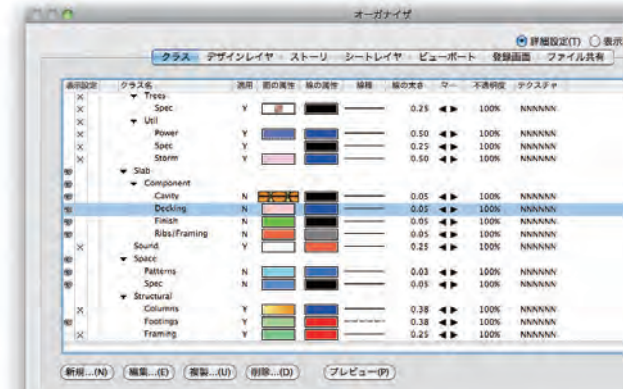 オーガナイザ
詳細設定(T) 表示
クラス デザインレイヤ ストーリ シートレイヤ ビューポート 登録画面 ファイル共有
表示設定 クラス名 適用 面の属性 線の属性 線種 線の太さ マー 不透明度 テクスチャ
× ▼ Trees
× Spec Y 0.25 100% NNNNNN
× ▼ Util
× Power Y 0.50 100% NNNNNN
× Spec Y 0.25 100% NNNNNN
× Storm Y 0.50 100% NNNNNN
▼ Slab
▼ Component
Cavity N 0.05 100% NNNNNN
Decking N 0.05 100% NNNNNN
Finish N 0.05 100% NNNNNN
Ribs/Framing N 0.05 100% NNNNNN
× Sound Y 0.25 100% NNNNNN
▼ Space
Patterns N 0.03 100% NNNNNN
Spec N 0.05 100% NNNNNN
▼ Structural
× Columns Y 0.38 100% NNNNNN
Footings Y 0.38 100% NNNNNN
× Framing Y 0.25 100% NNNNNN
新規...(N) 編集...(E) 複製...(U) 削除...(D) プレビュー(P)